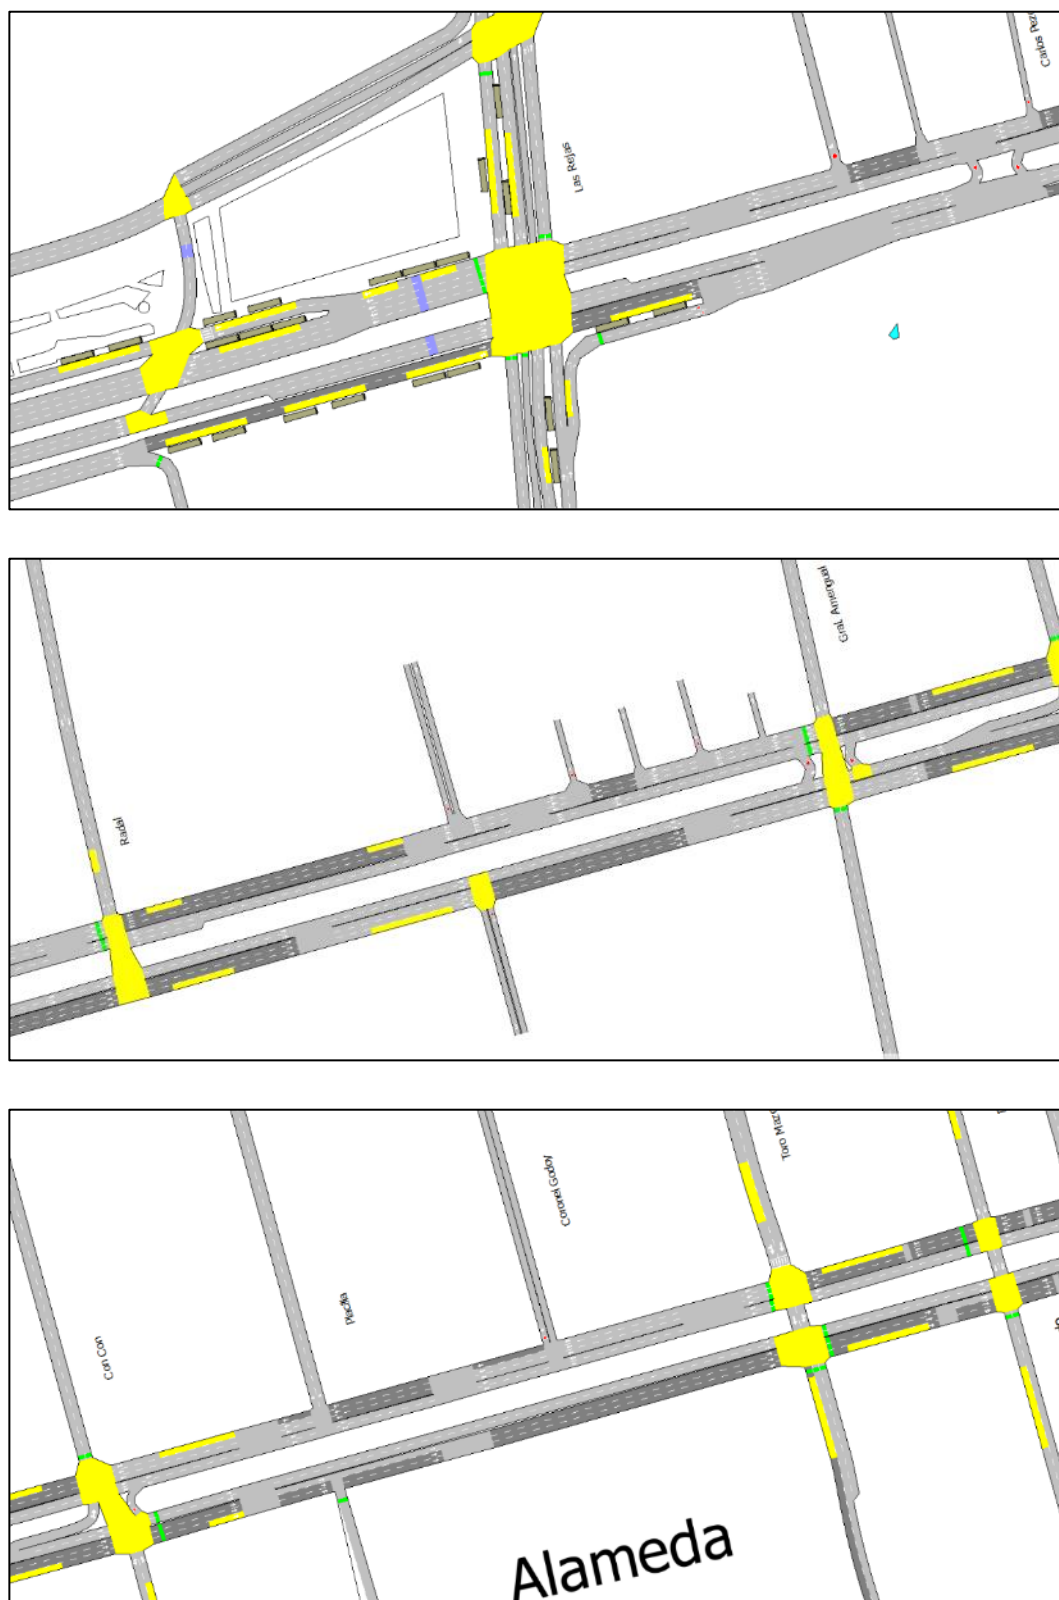 Las Rejas
Radal
Gral. Amengual
Con Con
Placilla
Coronel Godoy
Alameda